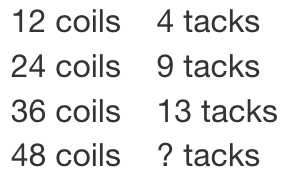 12 coils 4 tacks
24 coils 9 tacks
36 coils 13 tacks
48 coils ? tacks